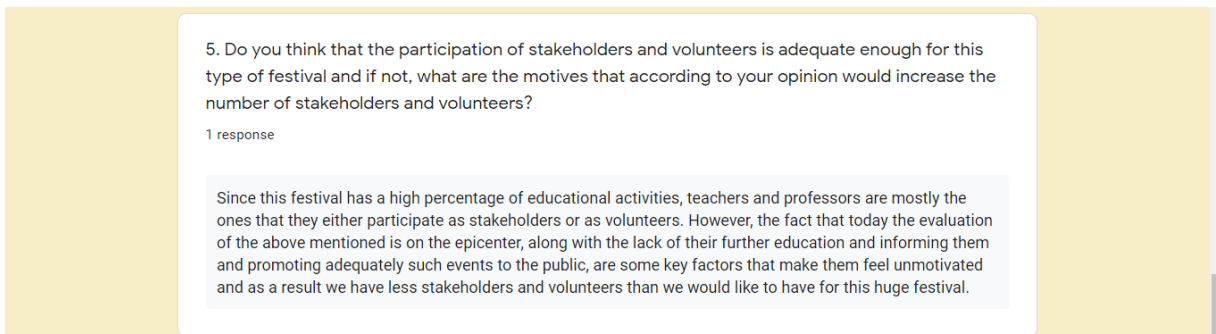 5. Do you think that the participation of stakeholders and volunteers is adequate enough for this
type of festival and if not, what are the motives that according to your opinion would increase the
number of stakeholders and volunteers?
1 response
Since this festival has a high percentage of educational activities, teachers and professors are mostly the
ones that they either participate as stakeholders or as volunteers. However, the fact that today the evaluation
of the above mentioned is on the epicenter, along with the lack of their further education and informing them
and promoting adequately such events to the public, are some key factors that make them feel unmotivated
and as a result we have less stakeholders and volunteers than we would like to have for this huge festival.